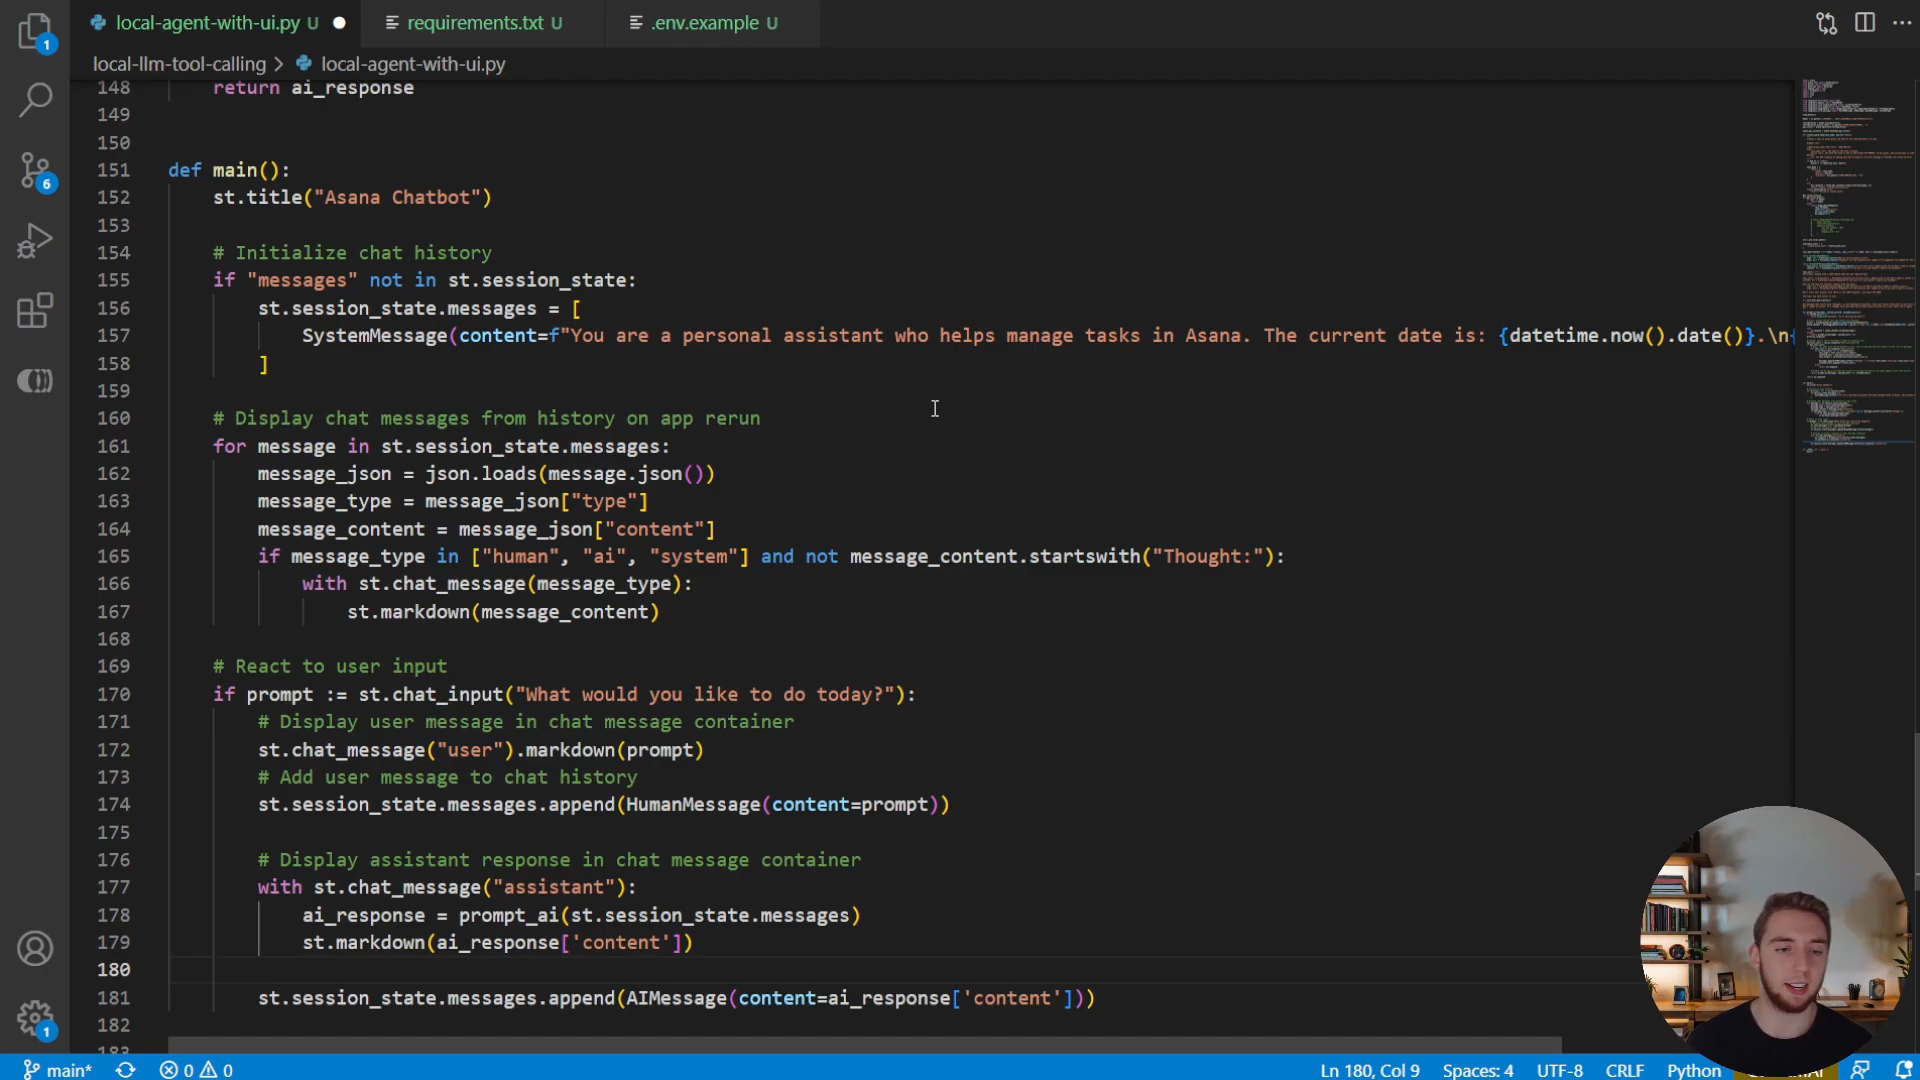 local-agent-with-ui.py U
requirements.txt U
.env.example U
local-llm-tool-calling > local-agent-with-ui.py
148 return ai_response
149
150
151 def main():
152 st.title("Asana Chatbot")
153
154 # Initialize chat history
155 if "messages" not in st.session_state:
156 st.session_state.messages = [
157 SystemMessage(content=f"You are a personal assistant who helps manage tasks in Asana. The current date is: {datetime.now().date()}.\n{
158 ]
159
160 # Display chat messages from history on app rerun
161 for message in st.session_state.messages:
162 message_json = json.loads(message.json())
163 message_type = message_json["type"]
164 message_content = message_json["content"]
165 if message_type in ["human", "ai", "system"] and not message_content.startswith("Thought:"):
166 with st.chat_message(message_type):
167 st.markdown(message_content)
168
169 # React to user input
170 if prompt := st.chat_input("What would you like to do today?"):
171 # Display user message in chat message container
172 st.chat_message("user").markdown(prompt)
173 # Add user message to chat history
174 st.session_state.messages.append(HumanMessage(content=prompt))
175
176 # Display assistant response in chat message container
177 with st.chat_message("assistant"):
178 ai_response = prompt_ai(st.session_state.messages)
179 st.markdown(ai_response['content'])
180
181 st.session_state.messages.append(AIMessage(content=ai_response['content']))
182
183
1
6
1
main* 0 0 Ln 180, Col 9 Spaces: 4 UTF-8 CRLF Python